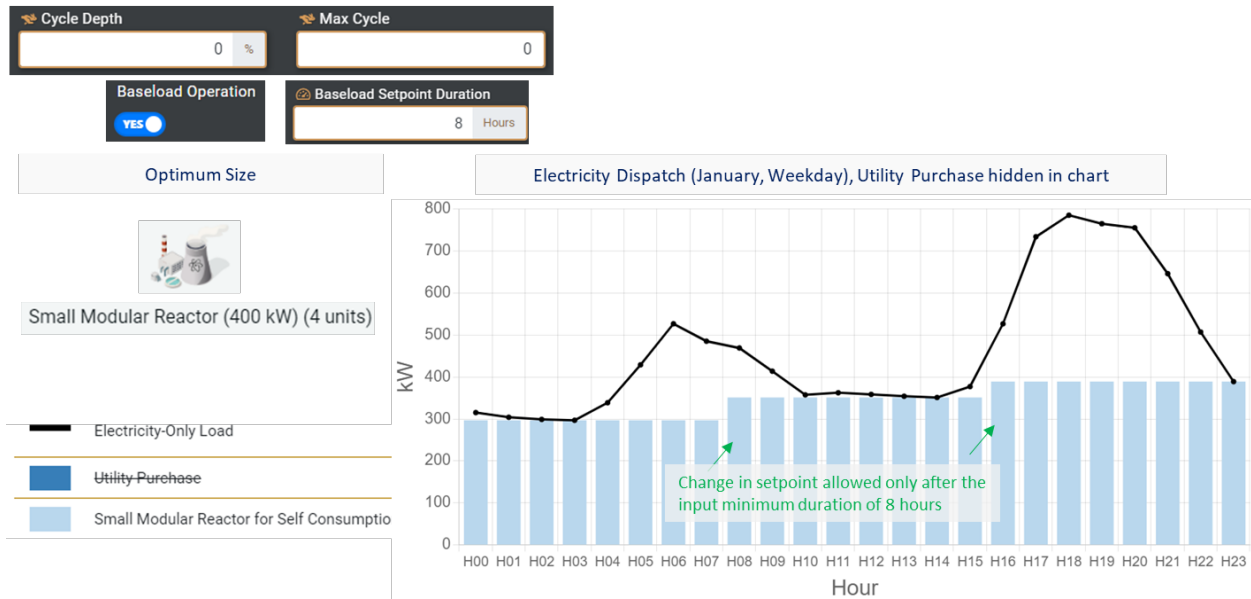 Cycle Depth
Max Cycle
0 %
0
Baseload Operation
Baseload Setpoint Duration
YES
8 Hours
Optimum Size
Electricity Dispatch (January, Weekday), Utility Purchase hidden in chart
Small Modular Reactor (400 kW) (4 units)
Electricity-Only Load
Utility Purchase
Small Modular Reactor for Self Consumptio
kW
800
700
600
500
400
300
200
100
0
Change in setpoint allowed only after the
input minimum duration of 8 hours
H00 H01 H02 H03 H04 H05 H06 H07 H08 H09 H10 H11 H12 H13 H14 H15 H16 H17 H18 H19 H20 H21 H22 H23
Hour